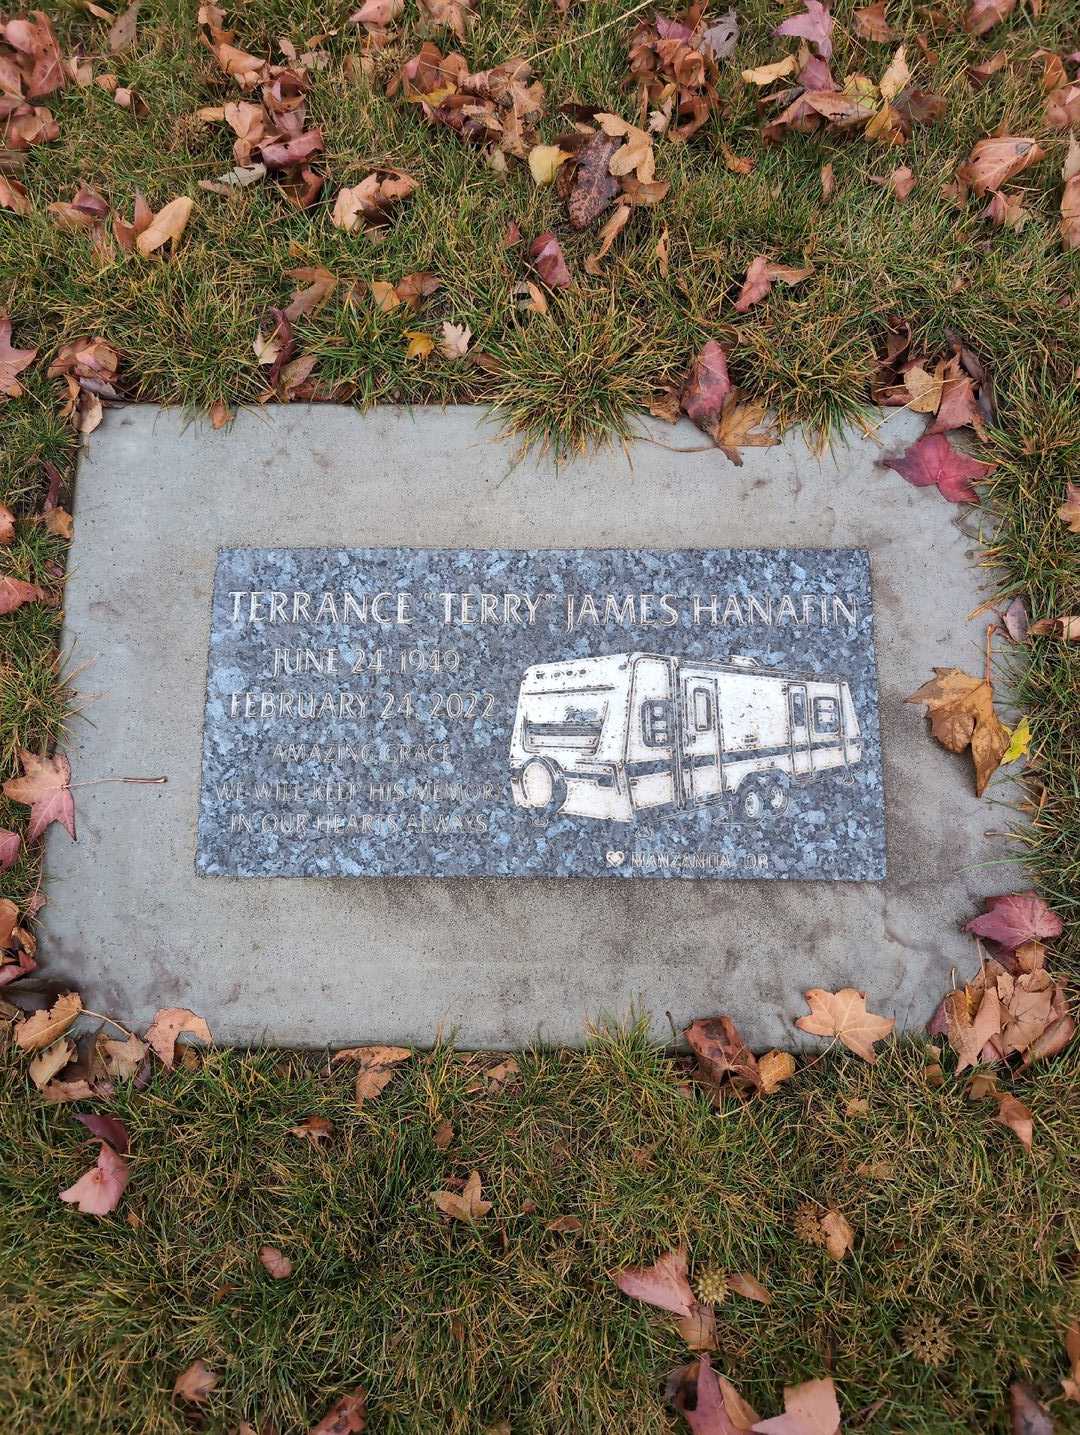 TERRANCE "TERRY" JAMES HANAFIN
JUNE 24, 1949
FEBRUARY 24, 2022
AMAZING GRACE
WE WILL KEEP HIS MEMORY
IN OUR HEARTS ALWAYS
MANZANITA, OR